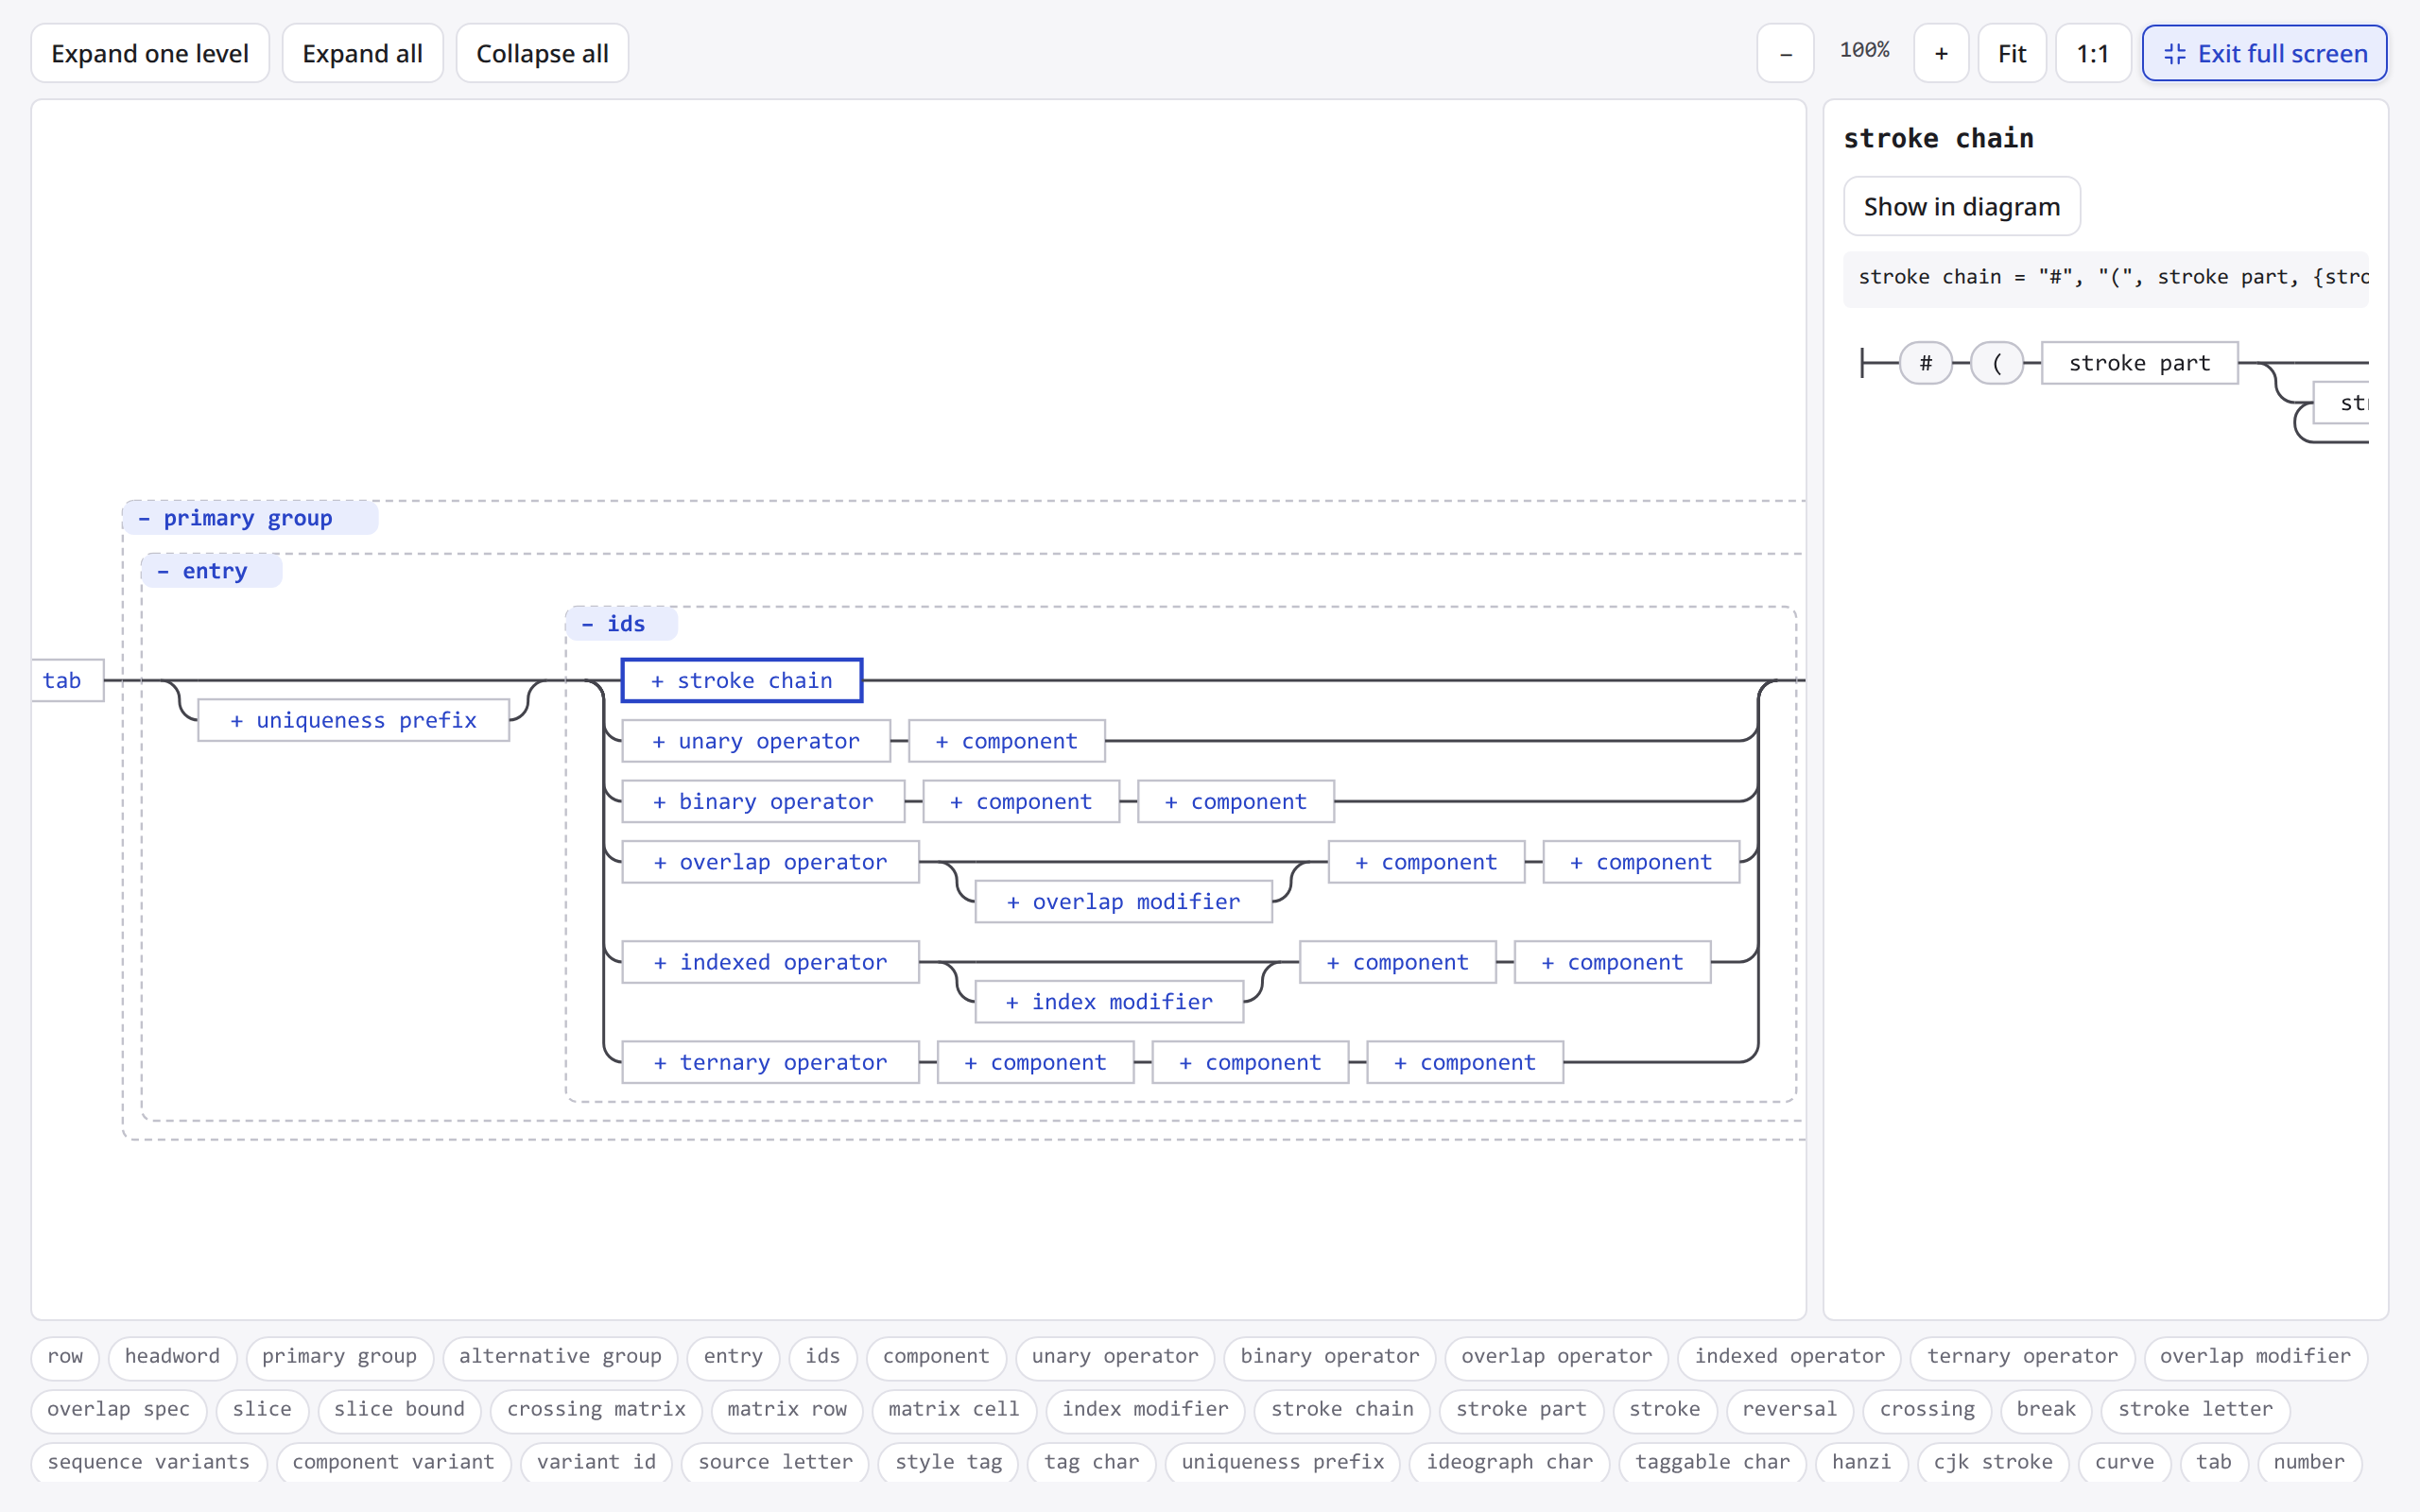 Expand one level Expand all Collapse all – 100% + Fit 1:1 Exit full screen
stroke chain
Show in diagram
stroke chain = "#", "(", stroke part, {stro
# ( stroke part
str
– primary group
– entry
– ids
tab + stroke chain
+ uniqueness prefix
+ unary operator + component
+ binary operator + component + component
+ overlap operator + component + component
+ overlap modifier
+ indexed operator + component + component
+ index modifier
+ ternary operator + component + component + component
row headword primary group alternative group entry ids component unary operator binary operator overlap operator indexed operator ternary operator overlap modifier
overlap spec slice slice bound crossing matrix matrix row matrix cell index modifier stroke chain stroke part stroke reversal crossing break stroke letter
sequence variants component variant variant id source letter style tag tag char uniqueness prefix ideograph char taggable char hanzi cjk stroke curve tab number